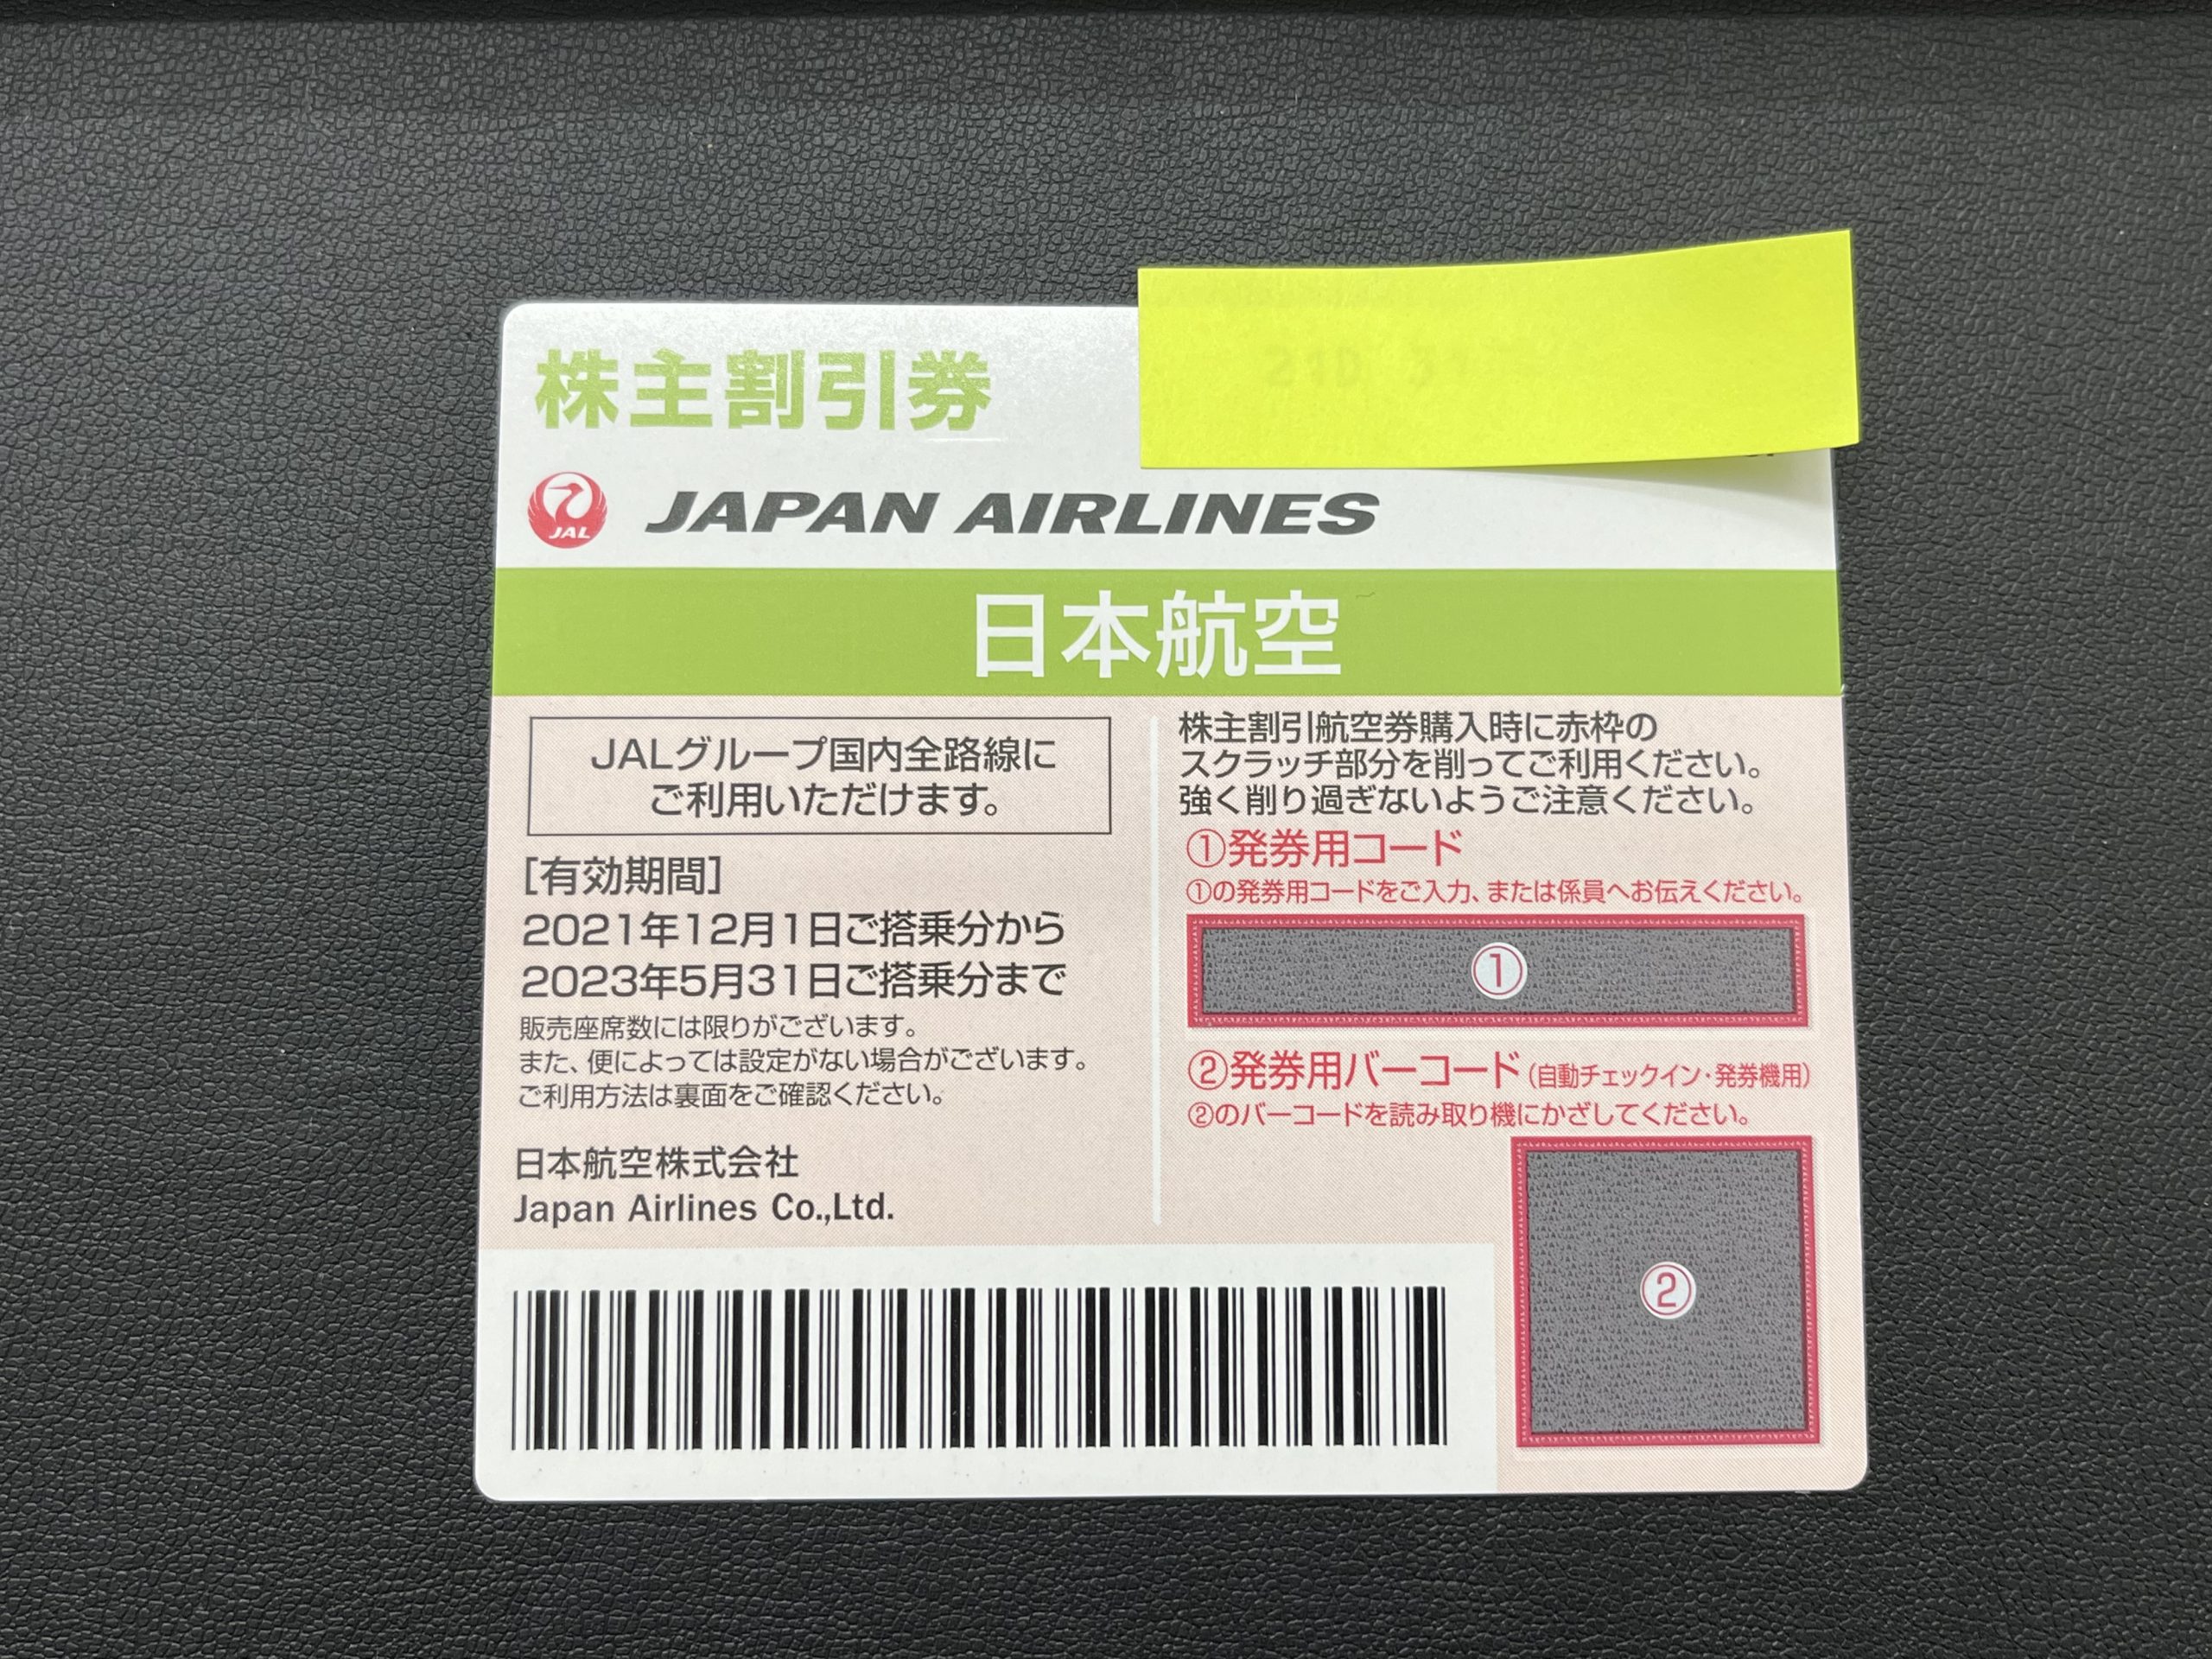 株主割引券
JAL
JAPAN AIRLINES
日本航空
JALグループ国内全路線に
ご利用いただけます。
[有効期間]
2021年12月1日ご搭乗分から
2023年5月31日ご搭乗分まで
販売座席数には限りがございます。
また、便によっては設定がない場合がございます。
ご利用方法は裏面をご確認ください。
日本航空株式会社
Japan Airlines Co.,Ltd.
株主割引航空券購入時に赤枠の
スクラッチ部分を削ってご利用ください。
強く削り過ぎないようご注意ください。
①発券用コード
①の発券用コードをご入力、または係員へお伝えください。
①
②発券用バーコード(自動チェックイン・発券機用)
②のバーコードを読み取り機にかざしてください。
②